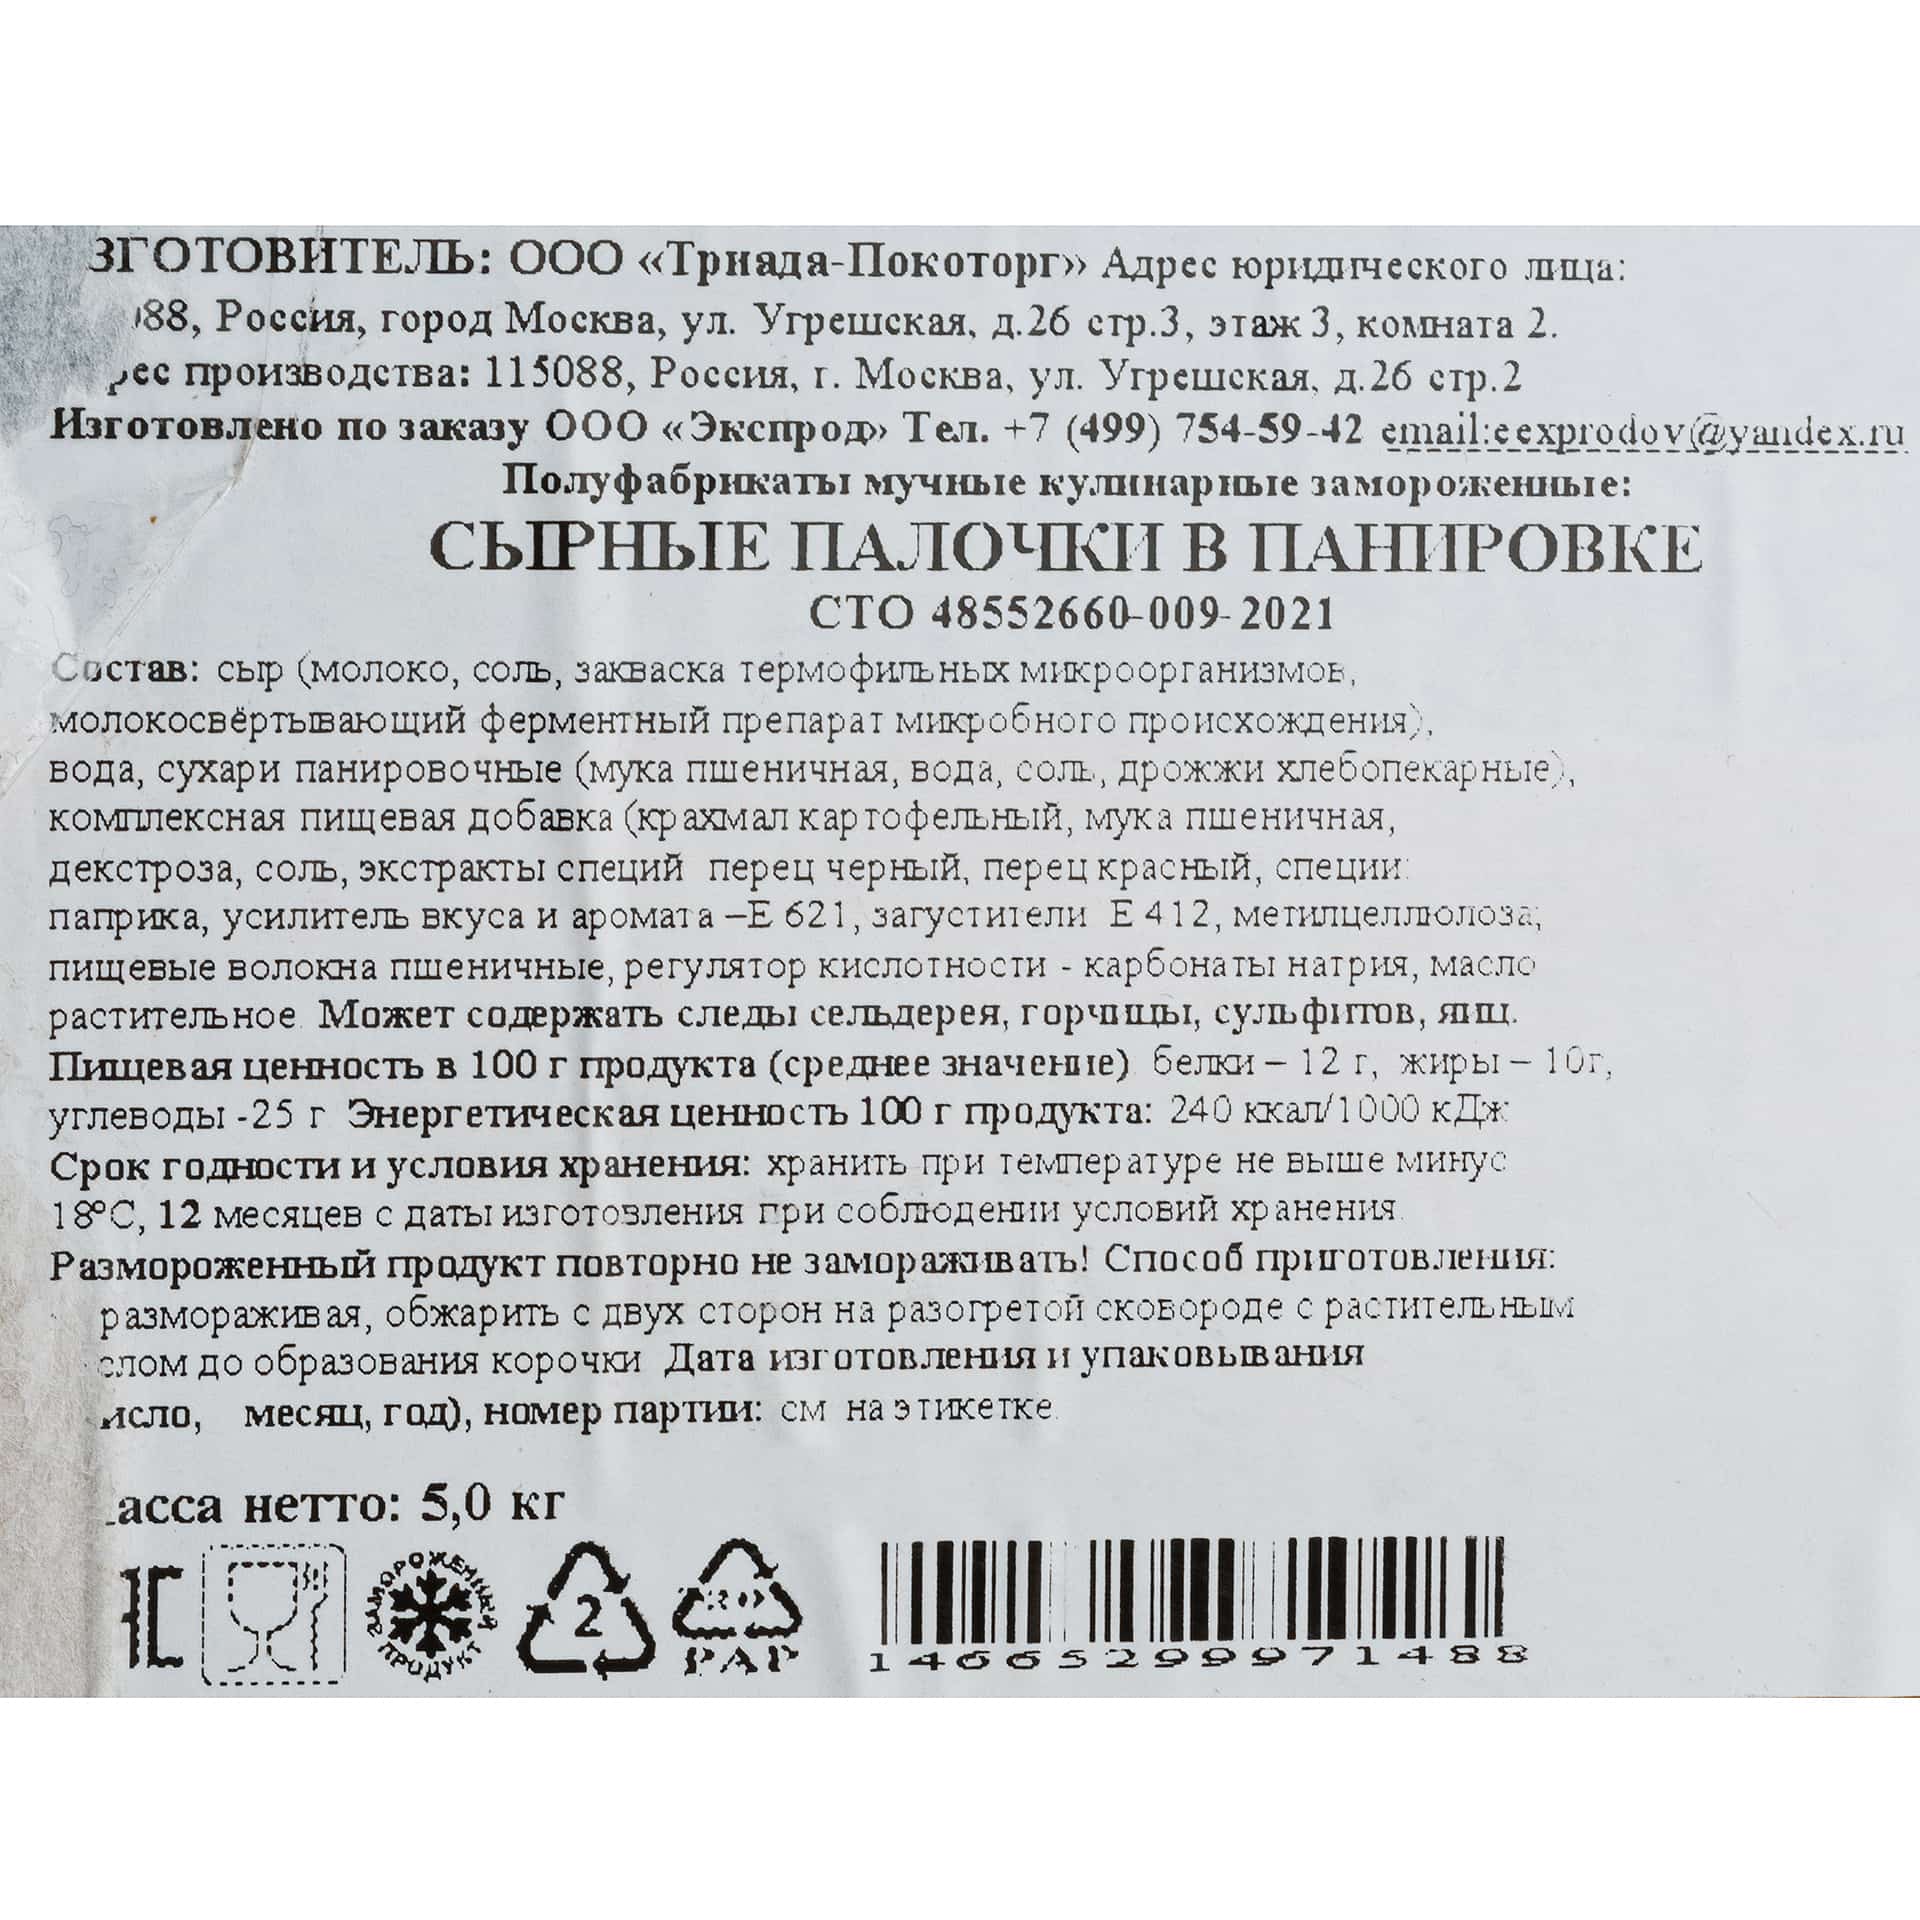 ЗГОТОВИТЕЛЬ: ООО «Триада-Покоторг» Адрес юридического лица:
088, Россия, город Москва, ул. Угрешская, д.26 стр.3, этаж 3, комната 2.
рес производства: 115088, Россия, г. Москва, ул. Угрешская, д.26 стр.2
Изготовлено по заказу ООО «Экспрод» Тел. +7 (499) 754-59-42 email:eexprodov@yandex.ru
Полуфабрикаты мучные кулинарные замороженные:
СЫРНЫЕ ПАЛОЧКИ В ПАНИРОВКЕ
СТО 48552660-009-2021
Состав: сыр (молоко, соль, закваска термофильных микроорганизмов,
молокосвёртывающий ферментный препарат микробного происхождения),
вода, сухари панировочные (мука пшеничная, вода, соль, дрожжи хлебопекарные),
комплексная пищевая добавка (крахмал картофельный, мука пшеничная,
декстроза, соль, экстракты специй перец черный, перец красный, специи:
паприка, усилитель вкуса и аромата –Е 621, загустители Е 412, метилцеллюлоза;
пищевые волокна пшеничные, регулятор кислотности - карбонаты натрия, масло
растительное. Может содержать следы сельдерея, горчицы, сульфитов, яиц.
Пищевая ценность в 100 г продукта (среднее значение) белки – 12 г, жиры – 10г,
углеводы -25 г Энергетическая ценность 100 г продукта: 240 ккал/1000 кДж
Срок годности и условия хранения: хранить при температуре не выше минус
18°С, 12 месяцев с даты изготовления при соблюдении условий хранения.
Размороженный продукт повторно не замораживать! Способ приготовления:
размораживая, обжарить с двух сторон на разогретой сковороде с растительным
слом до образования корочки Дата изготовления и упаковывания
исло, месяц, год), номер партии: см на этикетке.
асса нетто: 5,0 кг
ЗАМОРОЖЕННЫЙ ПРОДУКТ
2
PAP
14665299971488